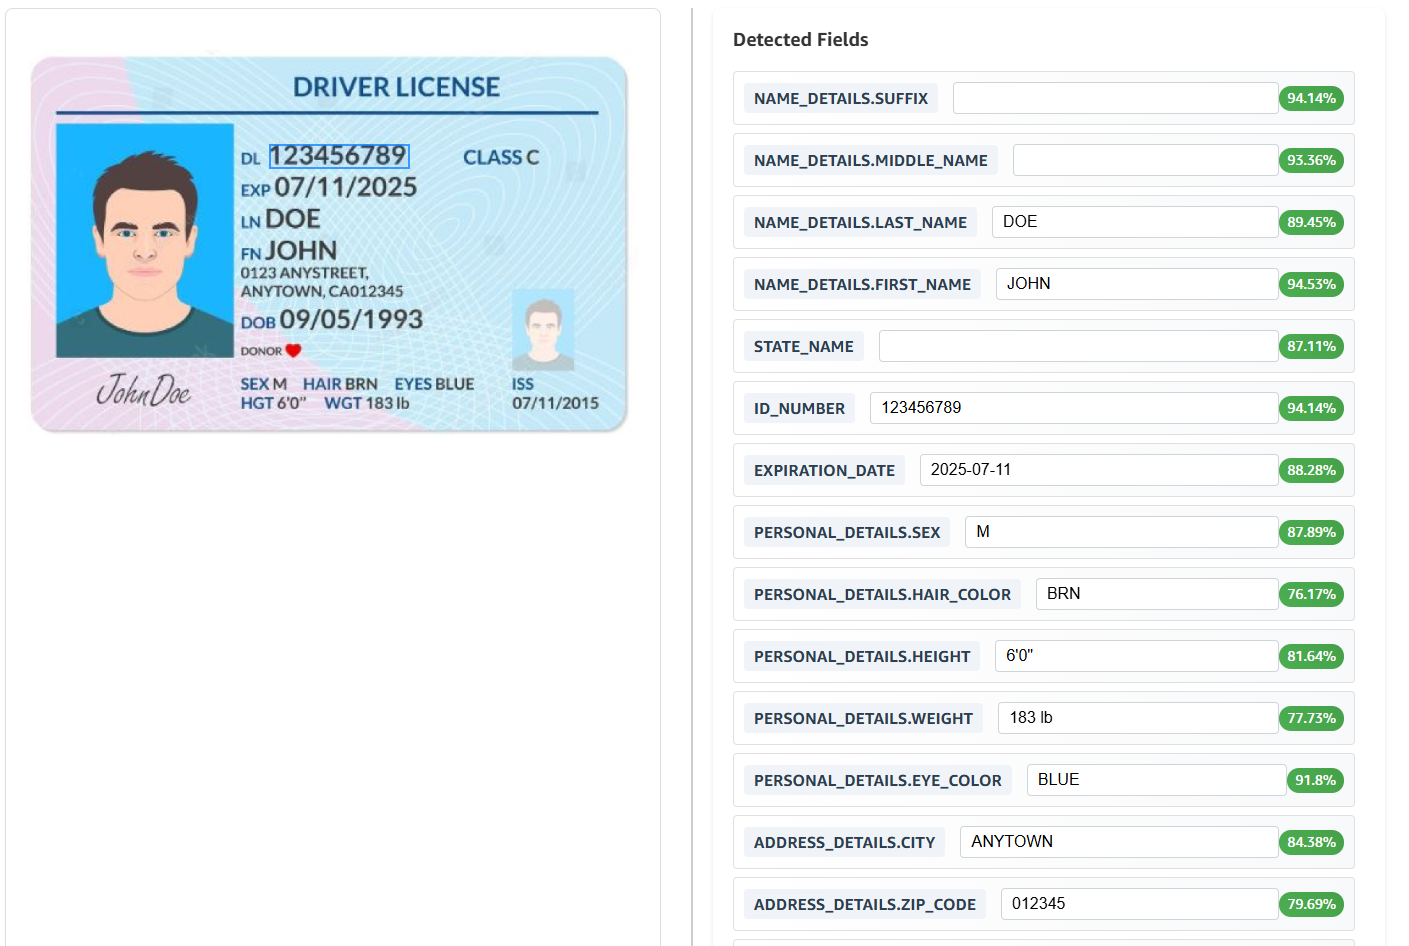 DRIVER LICENSE
DL 123456789 CLASS C
EXP 07/11/2025
LN DOE
FN JOHN
0123 ANYSTREET,
ANYTOWN, CA012345
DOB 09/05/1993
DONOR
JohnDoe
SEX M HAIR BRN EYES BLUE ISS
HGT 6'0" WGT 183 lb 07/11/2015
Detected Fields
NAME_DETAILS.SUFFIX 94.14%
NAME_DETAILS.MIDDLE_NAME 93.36%
NAME_DETAILS.LAST_NAME DOE 89.45%
NAME_DETAILS.FIRST_NAME JOHN 94.53%
STATE_NAME 87.11%
ID_NUMBER 123456789 94.14%
EXPIRATION_DATE 2025-07-11 88.28%
PERSONAL_DETAILS.SEX M 87.89%
PERSONAL_DETAILS.HAIR_COLOR BRN 76.17%
PERSONAL_DETAILS.HEIGHT 6'0" 81.64%
PERSONAL_DETAILS.WEIGHT 183 lb 77.73%
PERSONAL_DETAILS.EYE_COLOR BLUE 91.8%
ADDRESS_DETAILS.CITY ANYTOWN 84.38%
ADDRESS_DETAILS.ZIP_CODE 012345 79.69%